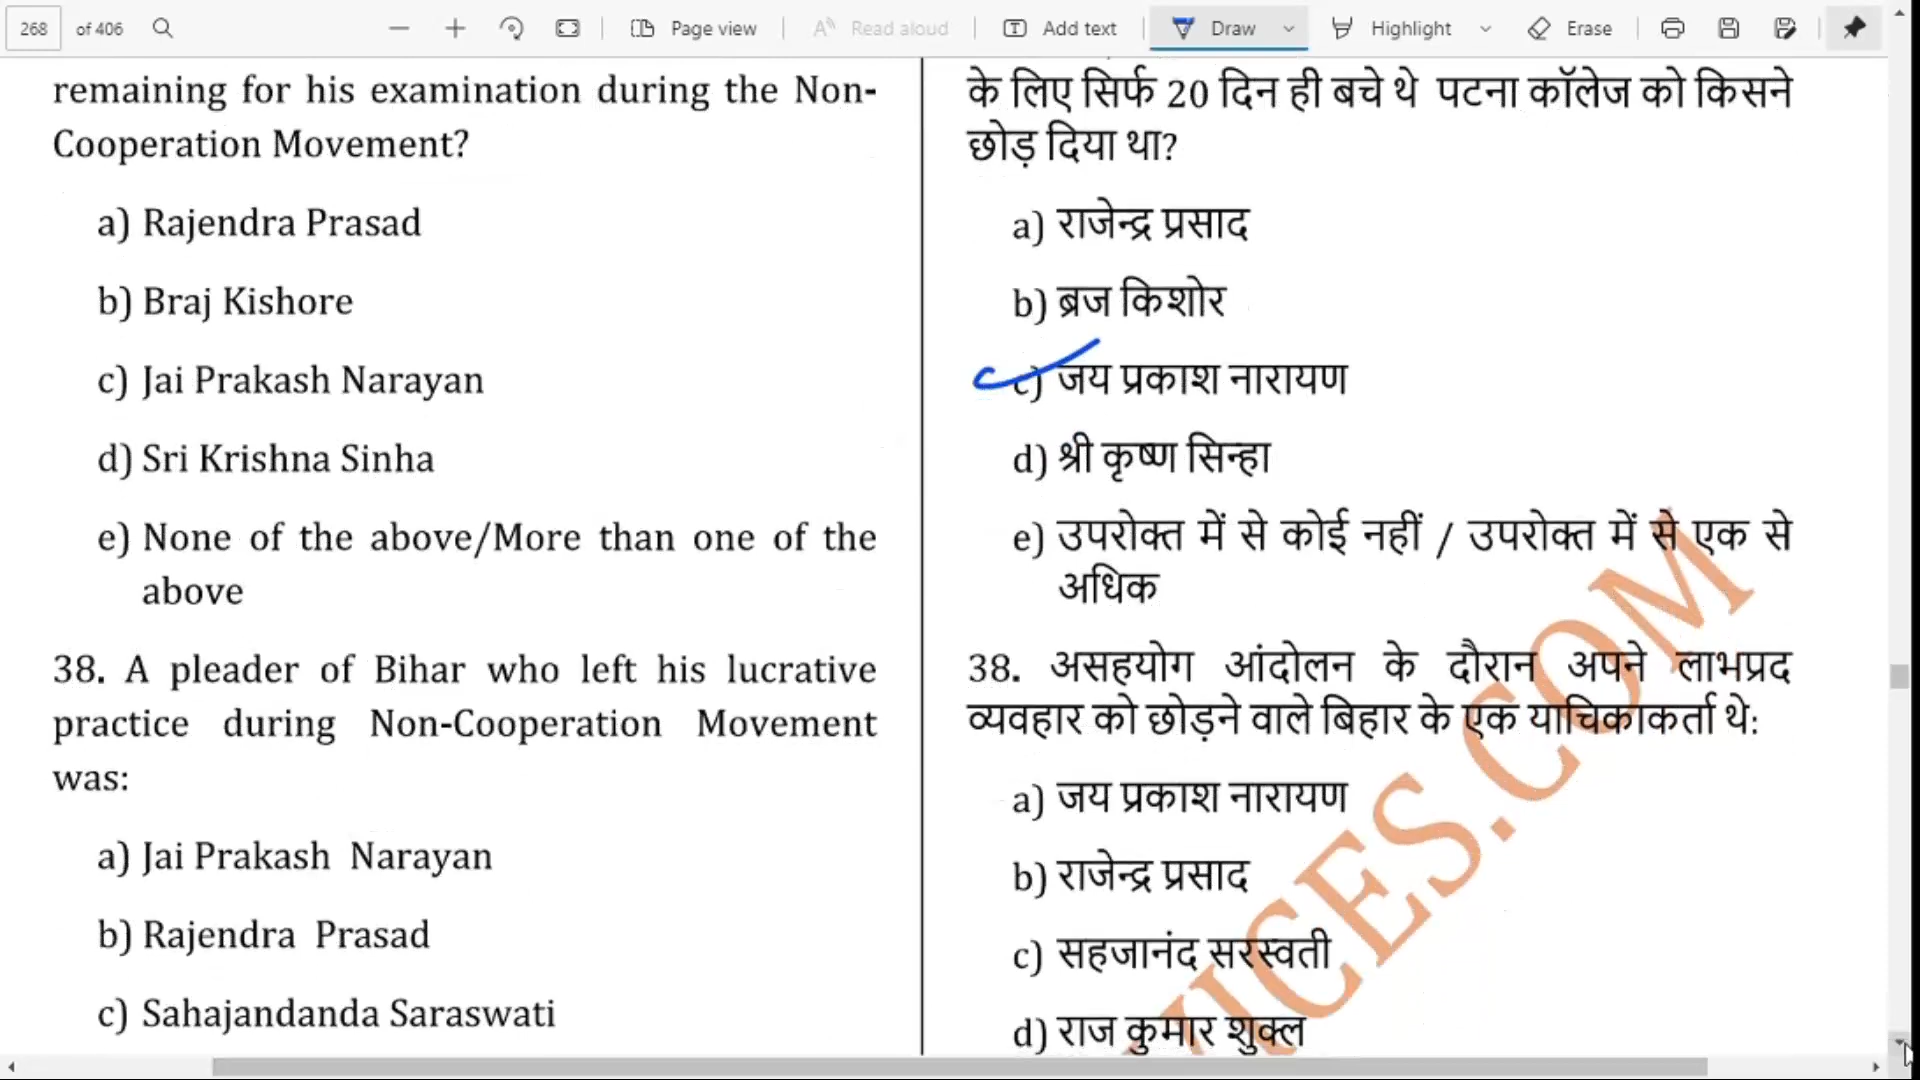 268 of 406 Page view Read aloud Add text Draw Highlight Erase
remaining for his examination during the Non-
Cooperation Movement?
a) Rajendra Prasad
b) Braj Kishore
c) Jai Prakash Narayan
d) Sri Krishna Sinha
e) None of the above/More than one of the
above
38. A pleader of Bihar who left his lucrative
practice during Non-Cooperation Movement
was:
a) Jai Prakash Narayan
b) Rajendra Prasad
c) Sahajandanda Saraswati
के लिए सिर्फ 20 दिन ही बचे थे पटना कॉलेज को किसने
छोड़ दिया था?
a) राजेन्द्र प्रसाद
b) ब्रज किशोर
c) जय प्रकाश नारायण
d) श्री कृष्ण सिन्हा
e) उपरोक्त में से कोई नहीं / उपरोक्त में से एक से
अधिक
38. असहयोग आंदोलन के दौरान अपने लाभप्रद
व्यवहार को छोड़ने वाले बिहार के एक याचिकाकर्ता थे:
a) जय प्रकाश नारायण
b) राजेन्द्र प्रसाद
c) सहजानंद सरस्वती
d) राज कुमार शुक्ल
VICES.COM